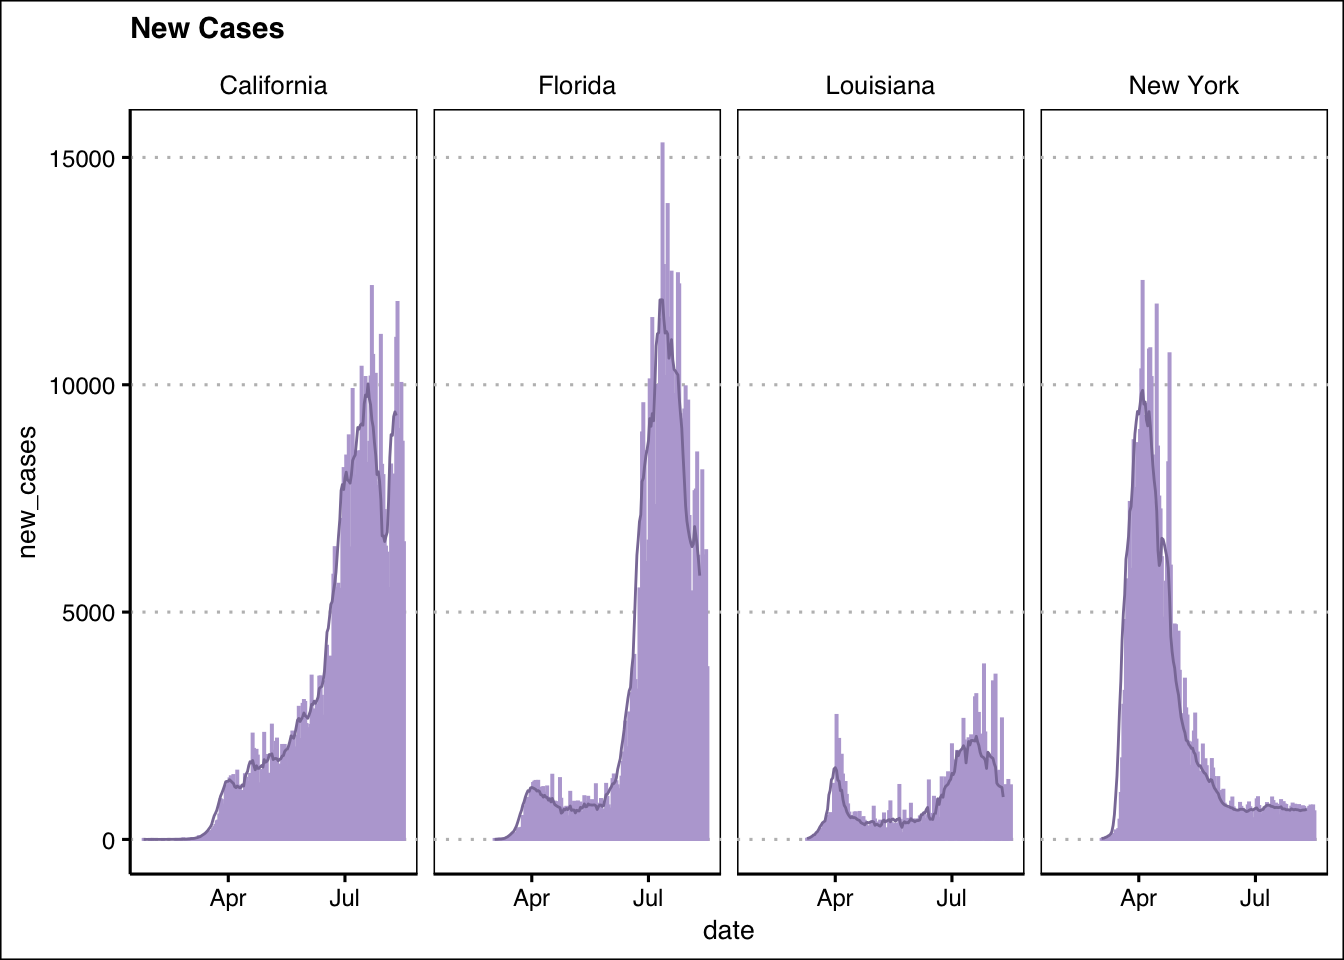 New Cases
California Florida Louisiana New York
15000
10000
5000
0
new_cases
Apr Jul Apr Jul Apr Jul Apr Jul
date